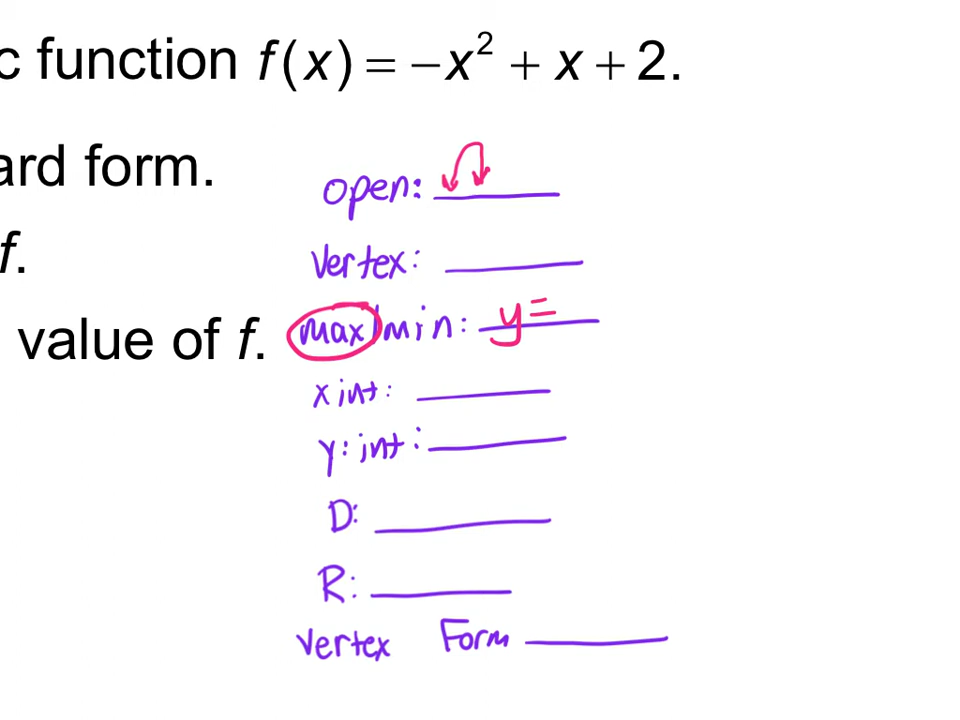 c function f(x) = −x² + x + 2.
ard form.
open:
f.
vertex:
value of f.
max/min: y=
x int:
y: int:
D:
R:
Vertex Form